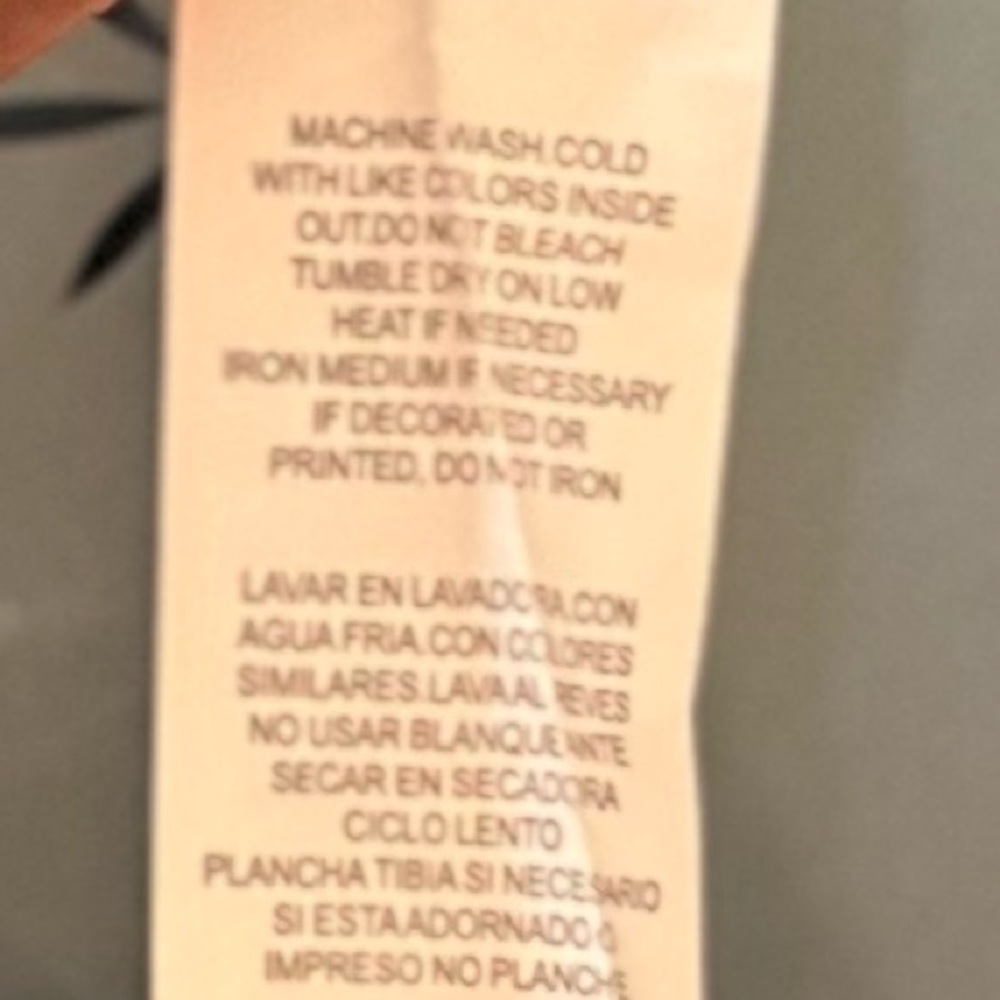 MACHINE WASH.COLD
WITH LIKE COLORS INSIDE
OUT.DO NOT BLEACH
TUMBLE DRY ON LOW
HEAT IF NEEDED
IRON MEDIUM IF NECESSARY
IF DECORATED OR
PRINTED, DO NOT IRON
LAVAR EN LAVADORA.CON
AGUA FRIA.CON COLORES
SIMILARES.LAVA AL REVES
NO USAR BLANQUEANTE
SECAR EN SECADORA
CICLO LENTO
PLANCHA TIBIA SI NECESARIO
SI ESTA ADORNADO O
IMPRESO NO PLANCHE